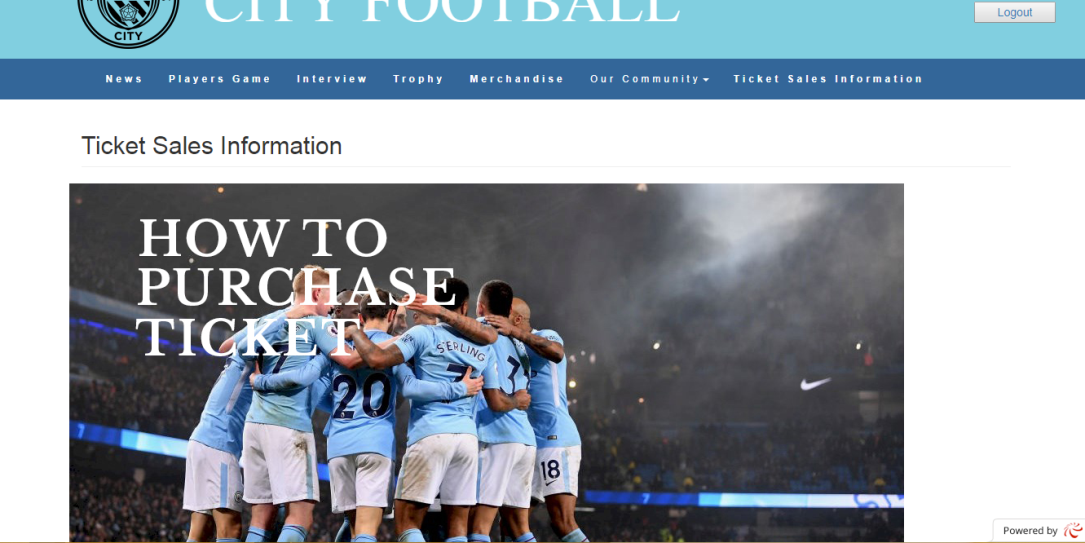 CITY
CITY FOOTBALL
Logout
News Players Game Interview Trophy Merchandise Our Community Ticket Sales Information
Ticket Sales Information
HOW TO
PURCHASE
TICKET
STERLING
20
7
18
Powered by